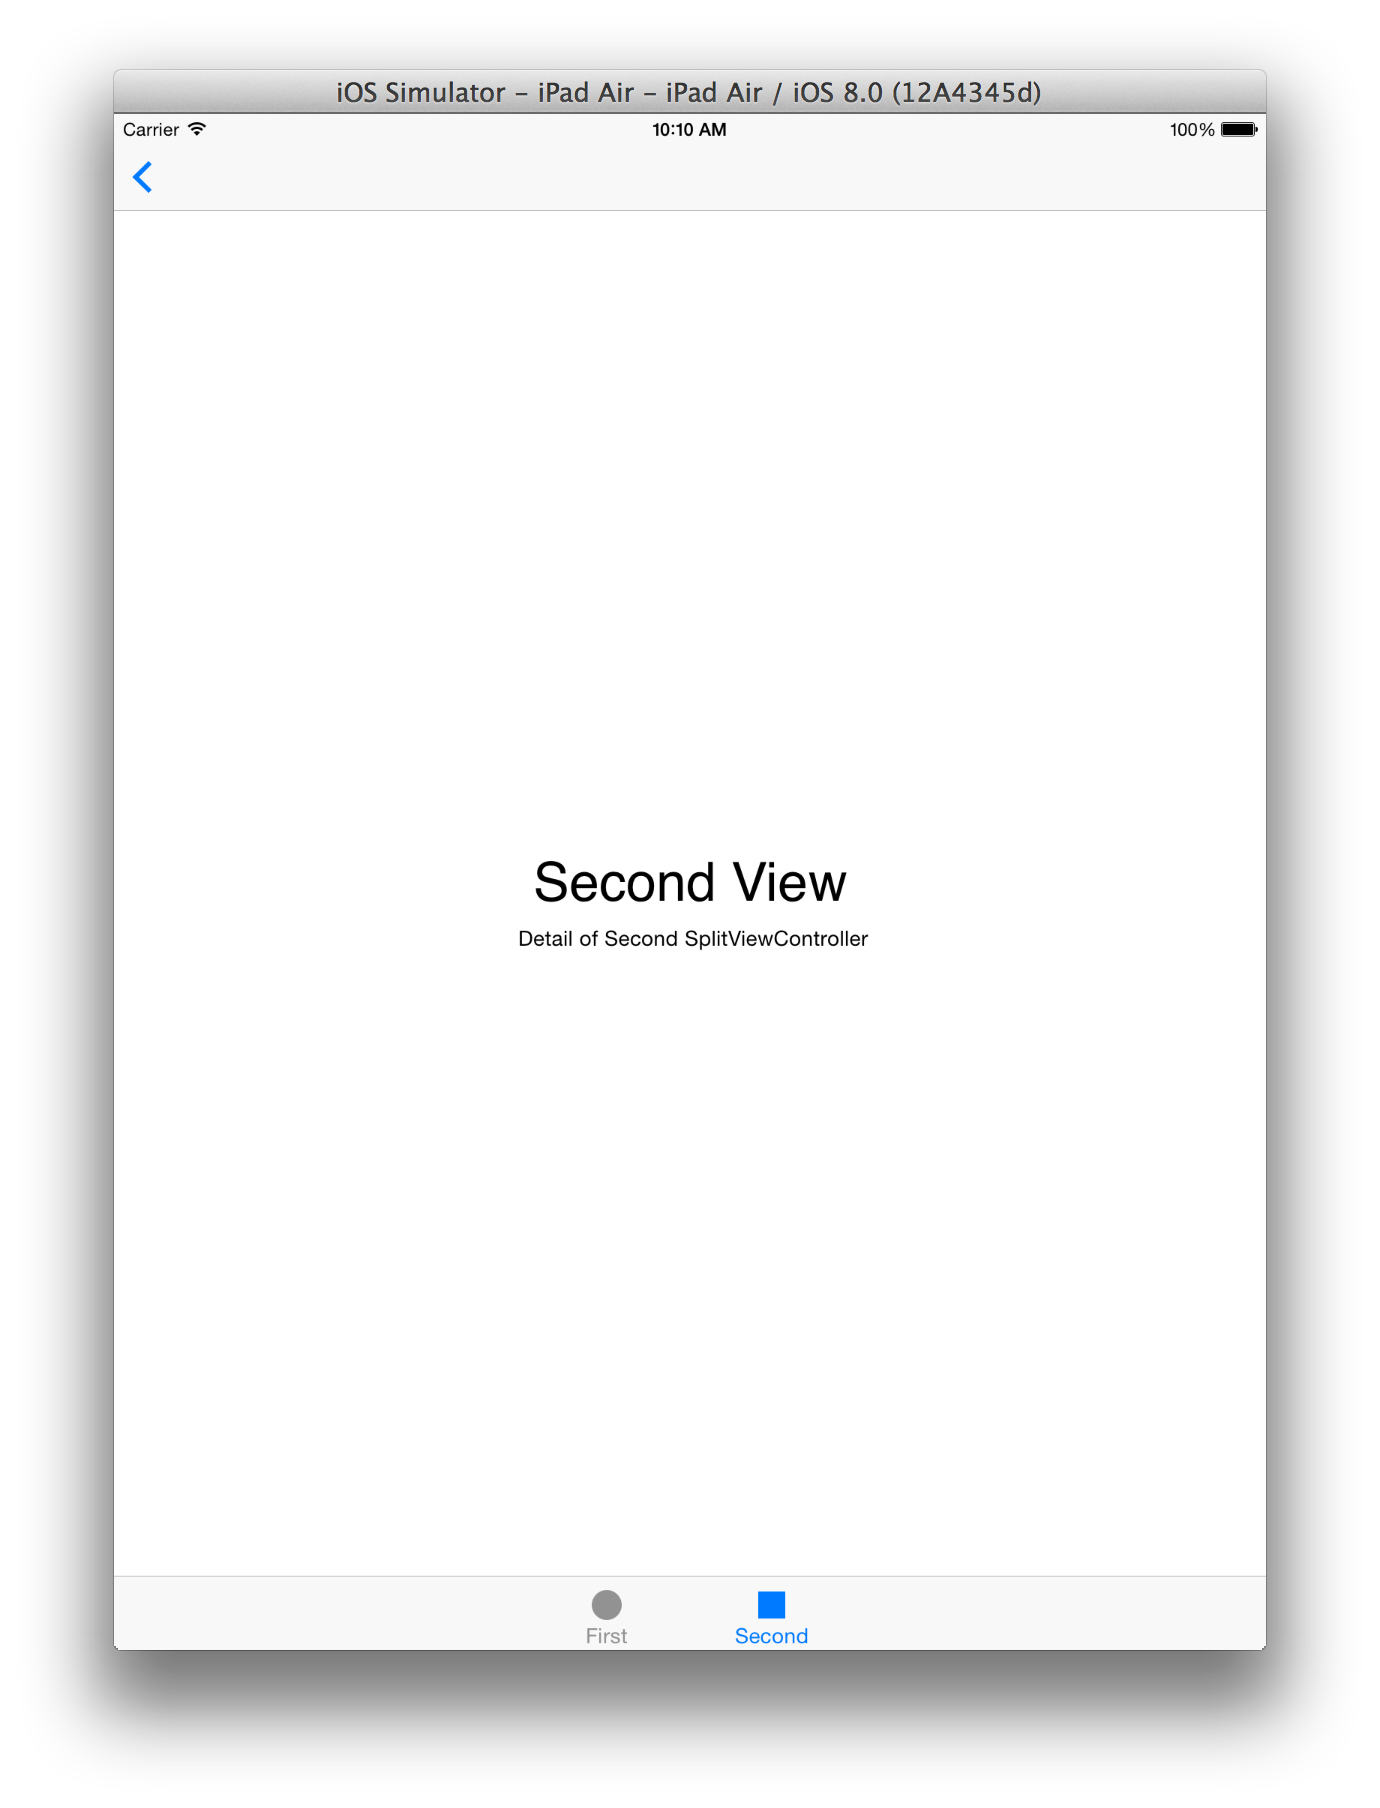 iOS Simulator – iPad Air – iPad Air / iOS 8.0 (12A4345d)
Carrier 10:10 AM 100%
Second View
Detail of Second SplitViewController
First Second